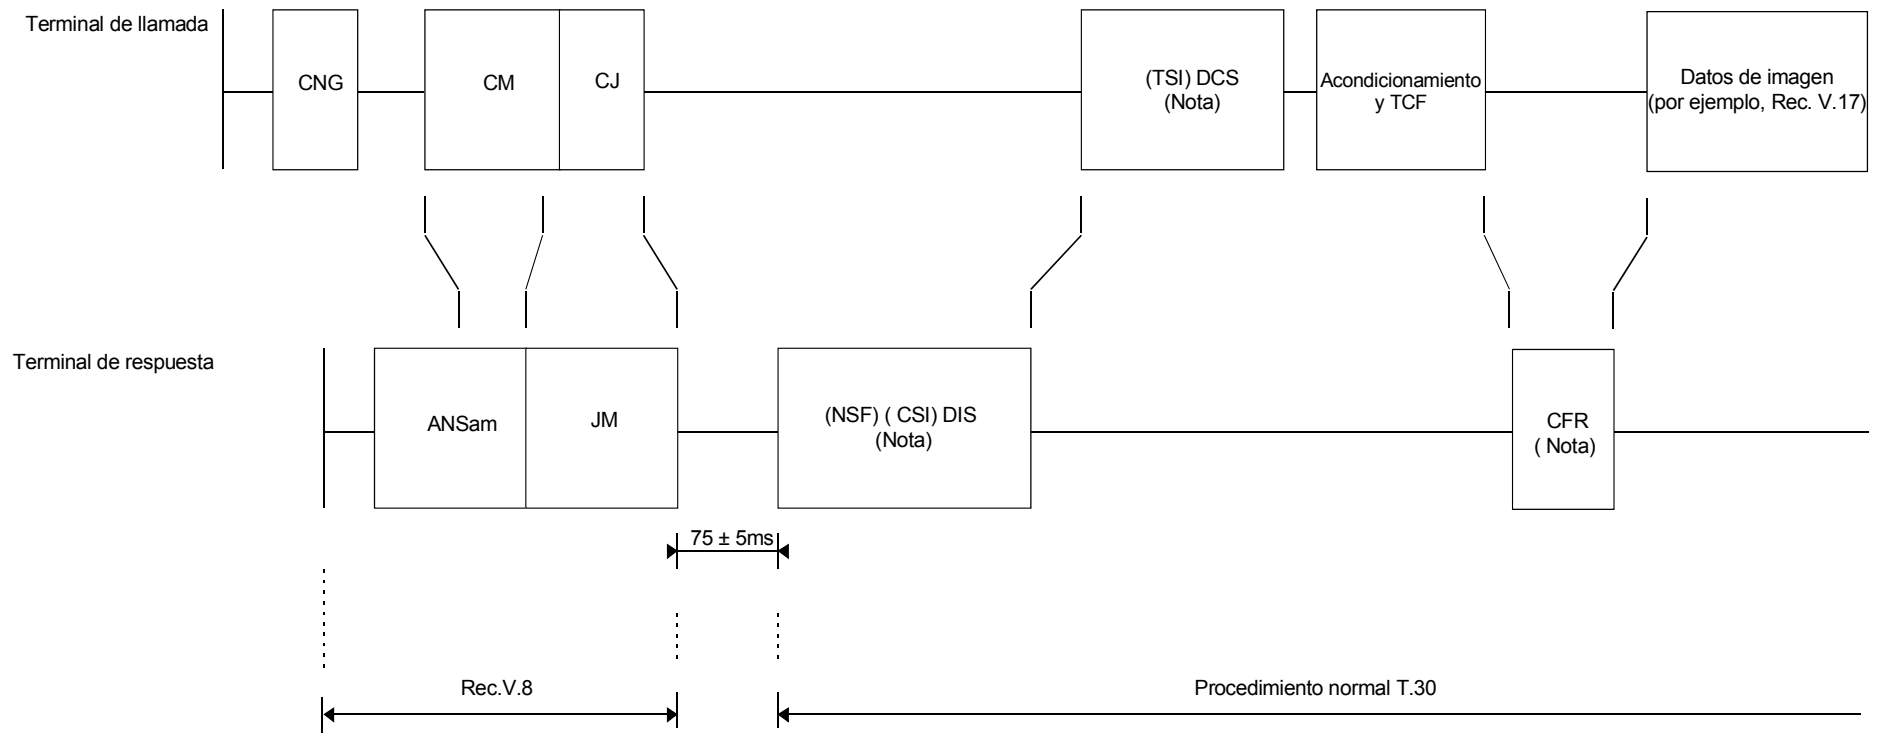 Terminal de llamada
CNG
CM
CJ
(TSI) DCS
(Nota)
Acondicionamiento
y TCF
Datos de imagen
(por ejemplo, Rec. V.17)
Terminal de respuesta
ANSam
JM
(NSF) ( CSI) DIS
(Nota)
CFR
( Nota)
75 ± 5ms
Rec.V.8
Procedimiento normal T.30